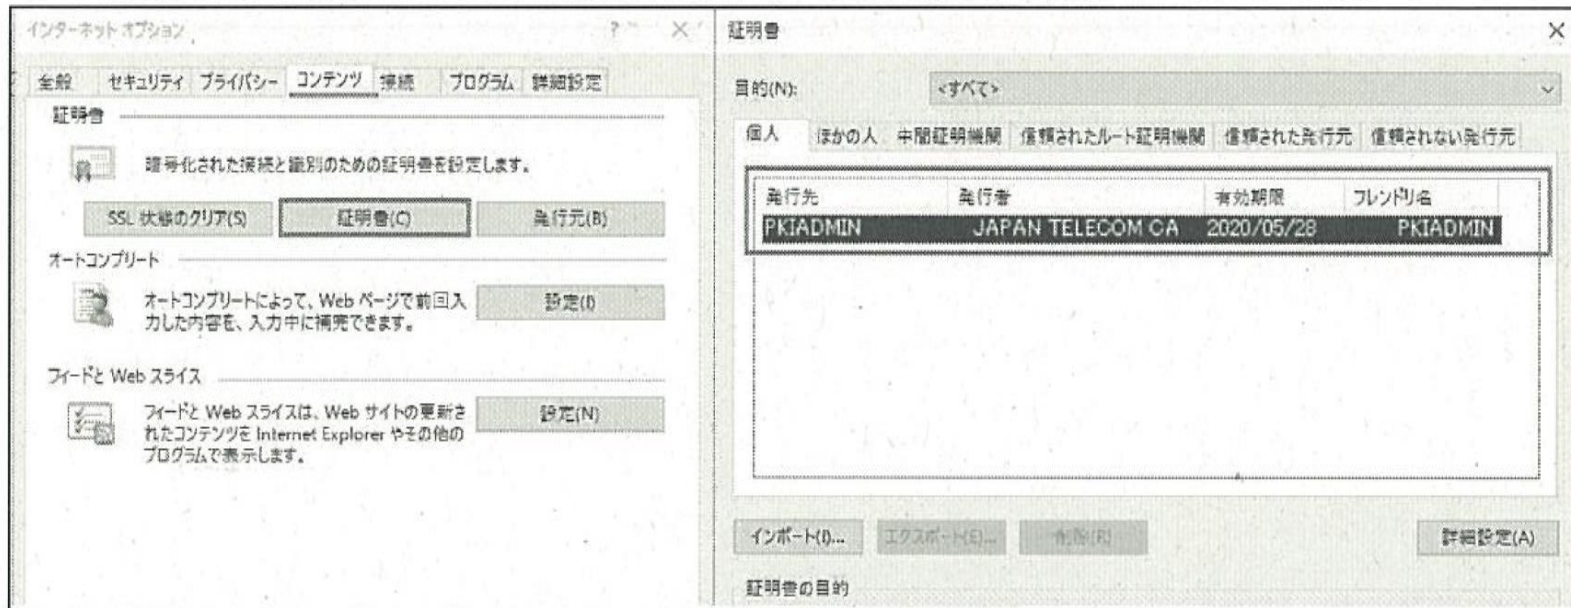 インターネット オプション
?
×
全般 セキュリティ プライバシー コンテンツ 接続 プログラム 詳細設定
証明書
暗号化された接続と識別のための証明書を設定します。
SSL 状態のクリア(S) 証明書(C) 発行元(B)
オートコンプリート
オートコンプリートによって、Web ページで前回入
力した内容を、入力中に補完できます。
設定(I)
フィードと Web スライス
フィードと Web スライスは、Web サイトの更新さ
れたコンテンツを Internet Explorer やその他の
プログラムで表示します。
設定(N)
証明書
×
目的(N): <すべて>
個人 ほかの人 中間証明機関 信頼されたルート証明機関 信頼された発行元 信頼されない発行元
発行先 発行者 有効期限 フレンドリ名
PKIADMIN JAPAN TELECOM CA 2020/05/28 PKIADMIN
インポート(I)... エクスポート(E)... 削除(R) 詳細設定(A)
証明書の目的